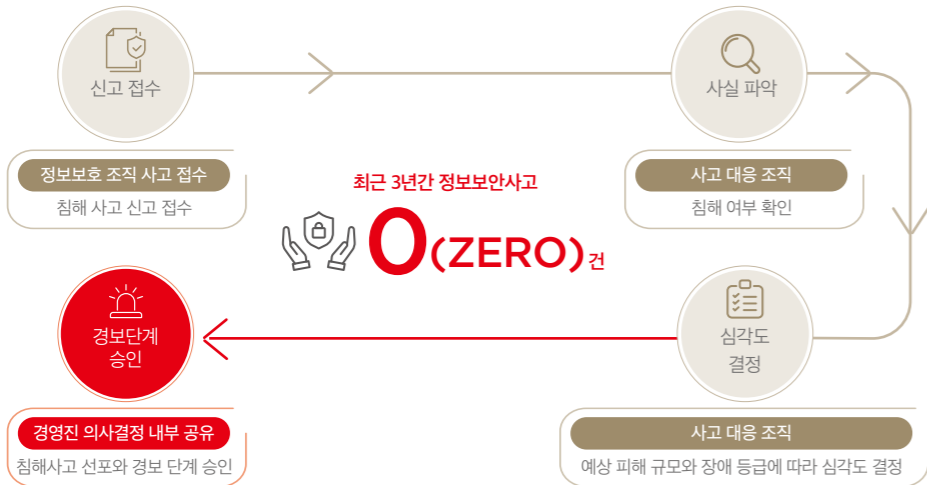 신고 접수
정보보호 조직 사고 접수
침해 사고 신고 접수
사실 파악
사고 대응 조직
침해 여부 확인
최근 3년간 정보보안사고
0(ZERO) 건
심각도
결정
사고 대응 조직
예상 피해 규모와 장애 등급에 따라 심각도 결정
경보단계
승인
경영진 의사결정 내부 공유
침해사고 선포와 경보 단계 승인